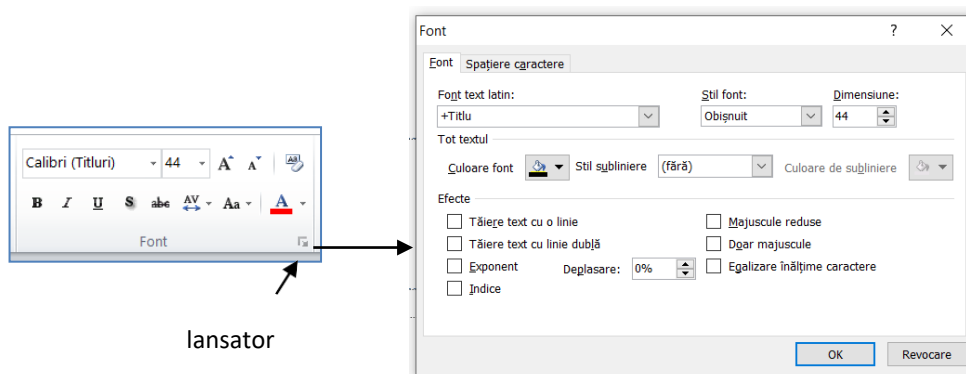 Font ? ×
Font Spațiere caractere
Font text latin: Stil font: Dimensiune:
+Titlu Obișnuit 44
Tot textul
Culoare font Stil subliniere (fără) Culoare de subliniere
Efecte
Tăiere text cu o linie Majuscule reduse
Tăiere text cu linie dublă Doar majuscule
Exponent Deplasare: 0% Egalizare înălțime caractere
Indice
OK Revocare
Calibri (Titluri) 44 A A
B I U S abc AV Aa A
Font
lansator